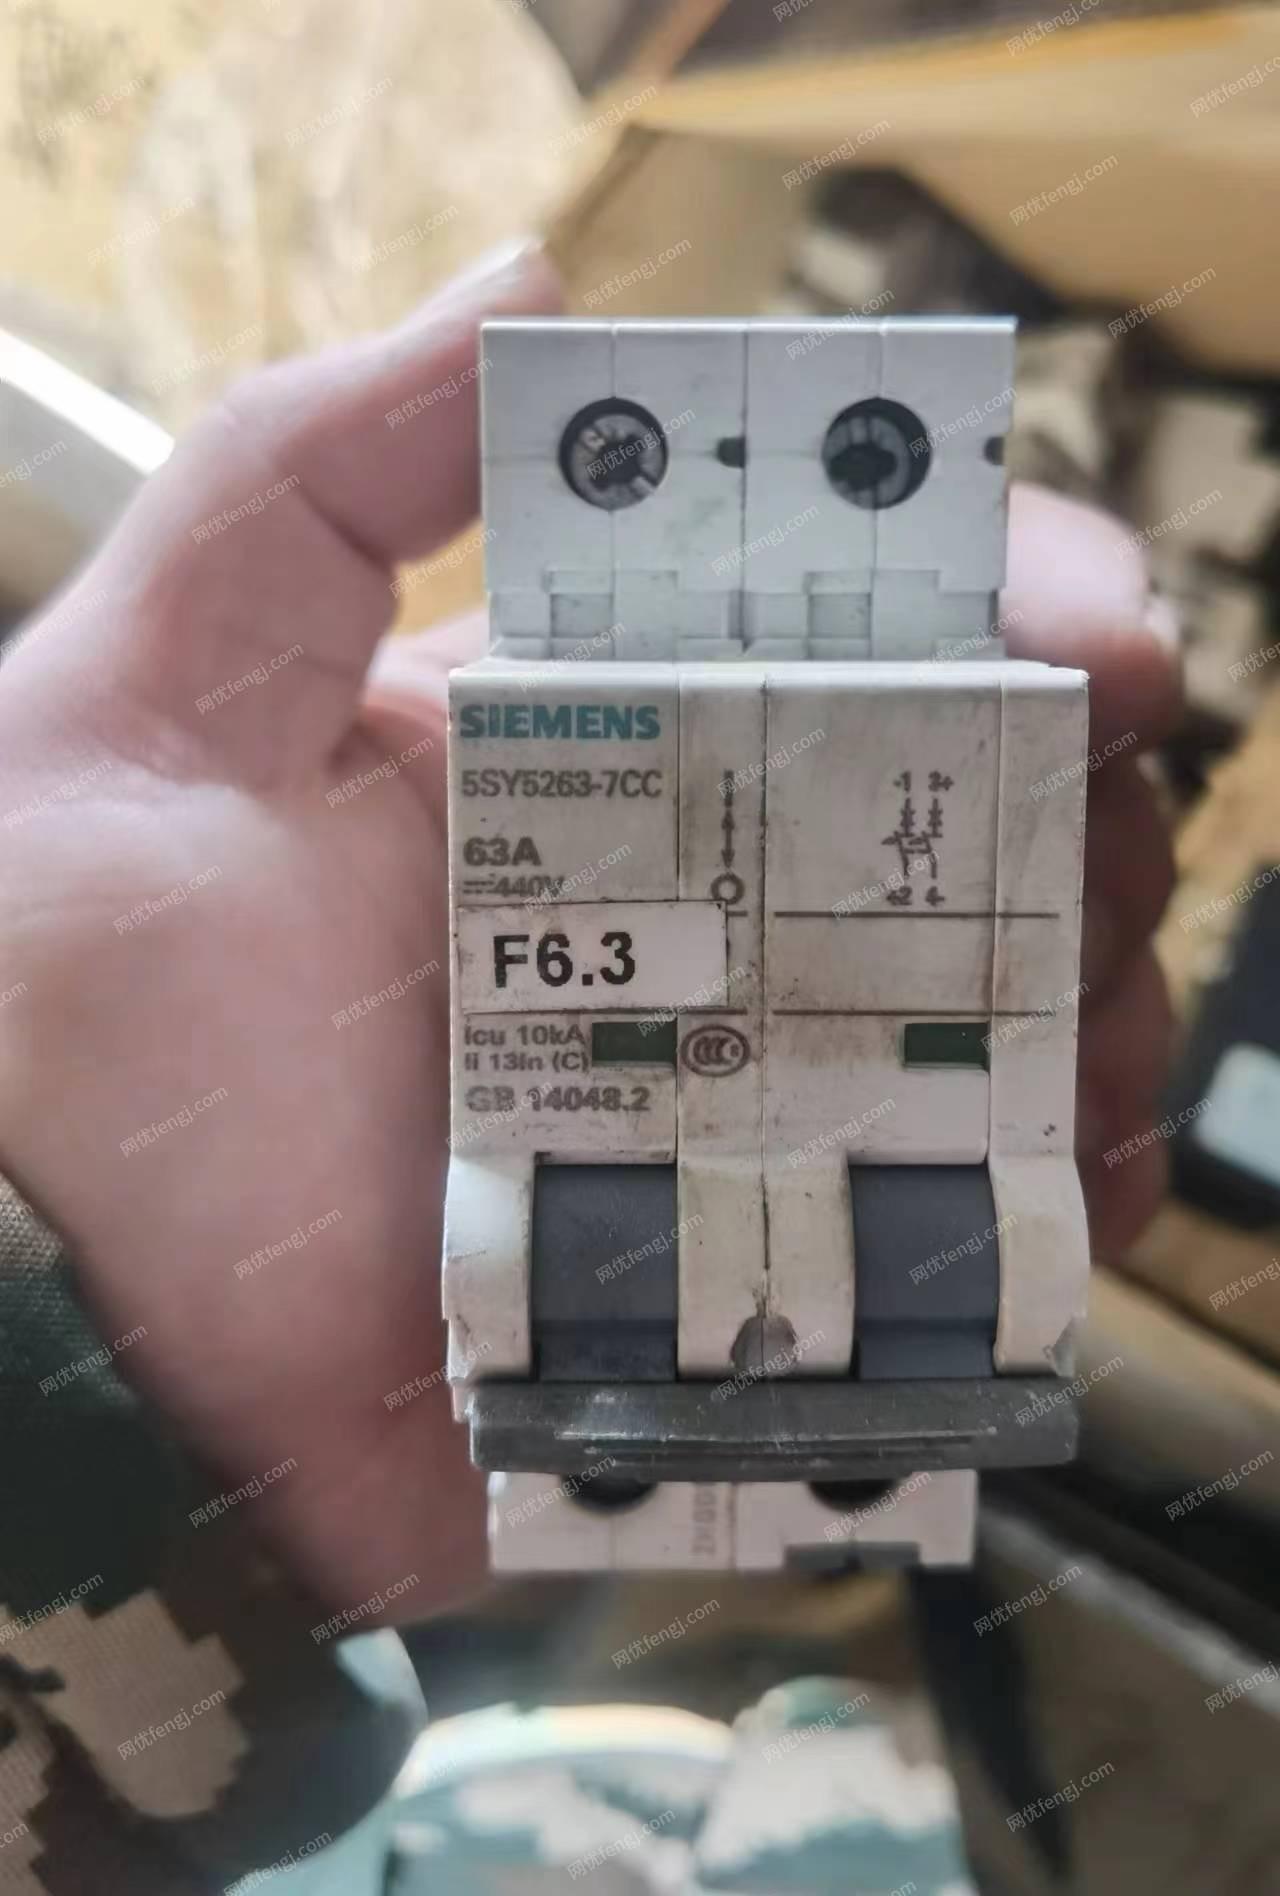 SIEMENS
5SY5263-7CC
63A
440V
F6.3
Icu 10kA
Ii 13In (C)
GB 14048.2
网优fengj.com